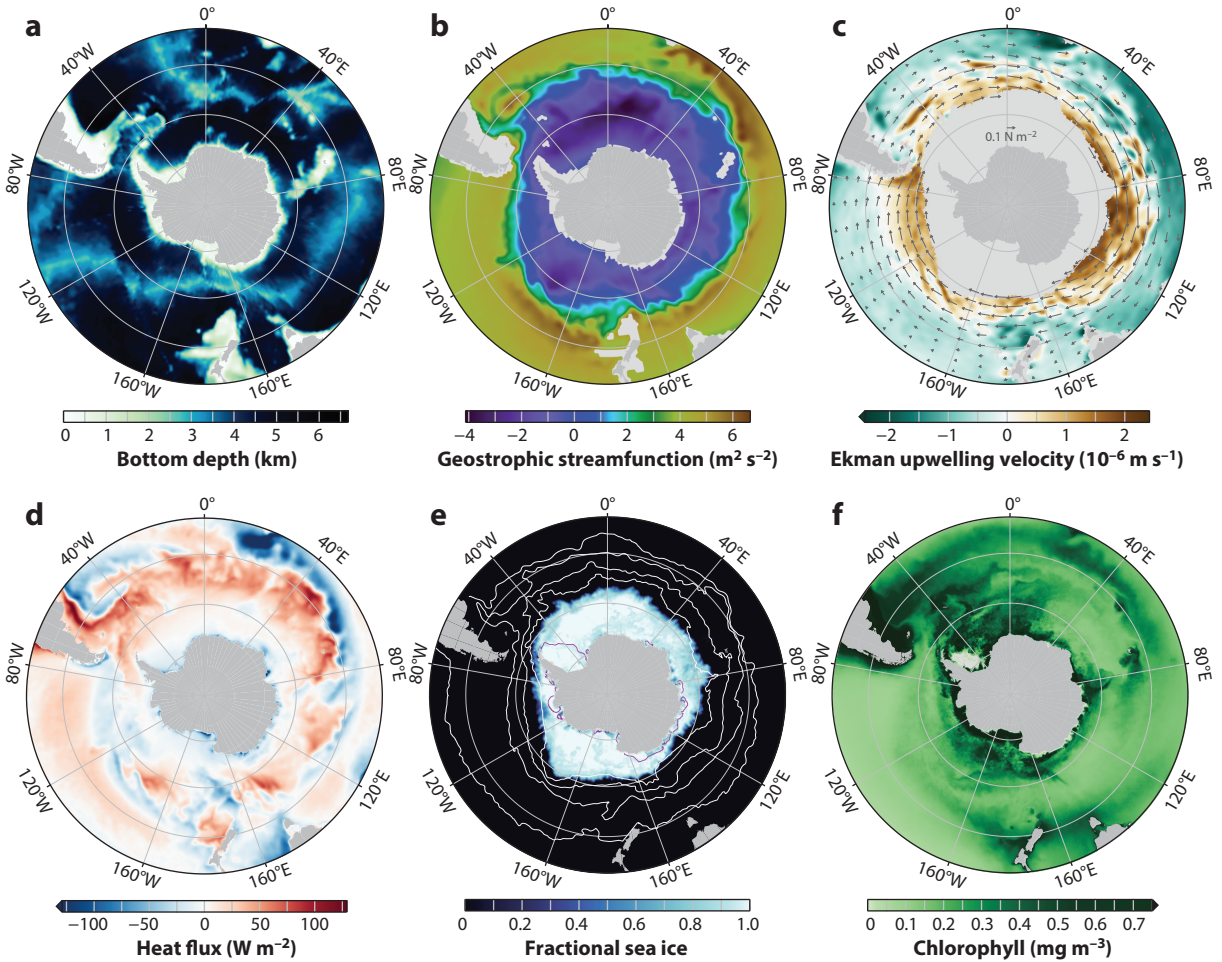 a
0°
40°W
40°E
80°W
80°E
120°W
120°E
160°W
160°E
0 1 2 3 4 5 6
Bottom depth (km)
b
0°
40°W
40°E
80°W
80°E
120°W
120°E
160°W
160°E
−4 −2 0 2 4 6
Geostrophic streamfunction (m² s⁻²)
c
0°
40°W
40°E
0.1 N m⁻²
80°W
80°E
120°W
120°E
160°W
160°E
−2 −1 0 1 2
Ekman upwelling velocity (10⁻⁶ m s⁻¹)
d
0°
40°W
40°E
80°W
80°E
120°W
120°E
160°W
160°E
−100 −50 0 50 100
Heat flux (W m⁻²)
e
0°
40°W
40°E
80°W
80°E
120°W
120°E
160°W
160°E
0 0.2 0.4 0.6 0.8 1.0
Fractional sea ice
f
0°
40°W
40°E
80°W
80°E
120°W
120°E
160°W
160°E
0 0.1 0.2 0.3 0.4 0.5 0.6 0.7
Chlorophyll (mg m⁻³)